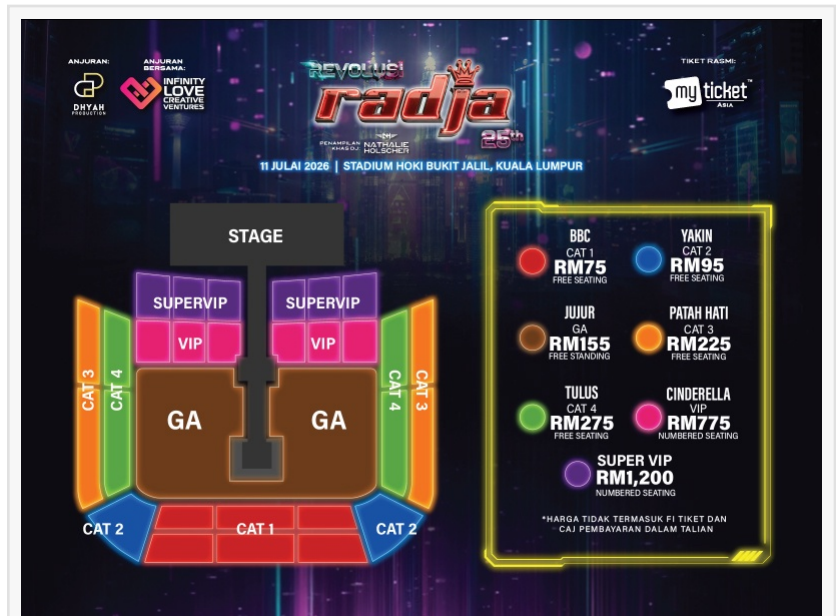 ANJURAN:
DHYAH
PRODUCTION
ANJURAN
BERSAMA:
INFINITY
LOVE
CREATIVE
VENTURES
REVOLUSI
radja
25th
PENAMPILAN
KHAS DJ
NATHALIE
HOLSCHER
TIKET RASMI:
my ticket™
ASIA
11 JULAI 2026 | STADIUM HOKI BUKIT JALIL, KUALA LUMPUR
STAGE
SUPERVIP
SUPERVIP
VIP
VIP
CAT 3
CAT 4
GA
GA
CAT 4
CAT 3
CAT 2
CAT 1
CAT 2
BBC
CAT 1
RM75
FREE SEATING
YAKIN
CAT 2
RM95
FREE SEATING
JUJUR
GA
RM155
FREE STANDING
PATAH HATI
CAT 3
RM225
FREE SEATING
TULUS
CAT 4
RM275
FREE SEATING
CINDERELLA
VIP
RM775
NUMBERED SEATING
SUPER VIP
RM1,200
NUMBERED SEATING
*HARGA TIDAK TERMASUK FI TIKET DAN
CAJ PEMBAYARAN DALAM TALIAN